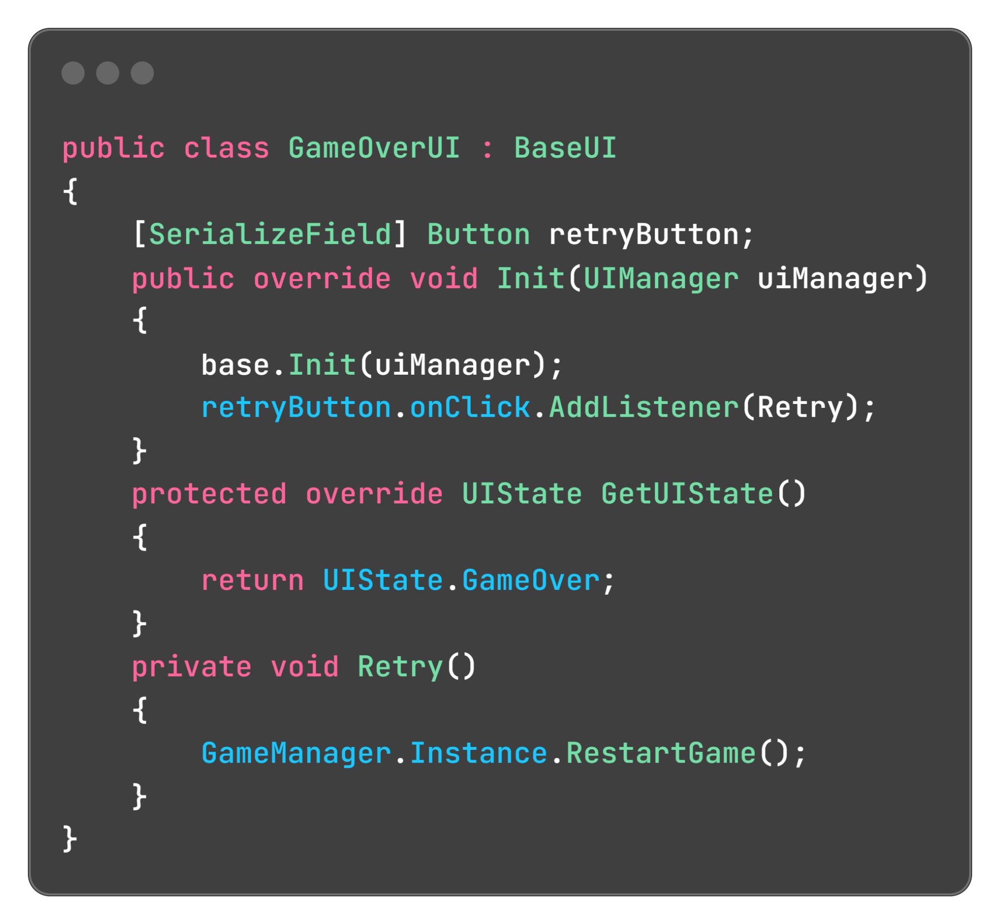 public class GameOverUI : BaseUI
{
    [SerializeField] Button retryButton;
    public override void Init(UIManager uiManager)
    {
        base.Init(uiManager);
        retryButton.onClick.AddListener(Retry);
    }
    protected override UIState GetUIState()
    {
        return UIState.GameOver;
    }
    private void Retry()
    {
        GameManager.Instance.RestartGame();
    }
}